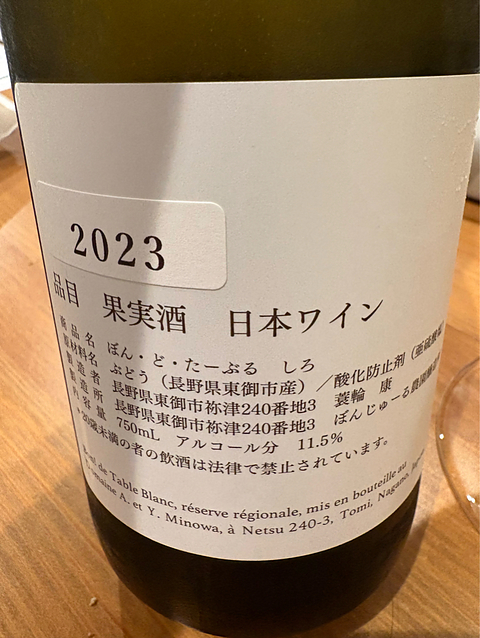 2023
品目　果実酒　日本ワイン
商品名　ぼん・ど・たーぶる　しろ
原材料名　ぶどう（長野県東御市産）／酸化防止剤（亜硫酸塩）
製造者　長野県東御市祢津240番地3　蓑輪　康
製造所　長野県東御市祢津240番地3　ぼんじゅーる農園醸造
内容量　750mL　アルコール分　11.5%
*20歳未満の者の飲酒は法律で禁止されています。
de Table Blanc, réserve régionale, mis en bouteille au
Domaine A. et Y. Minowa, à Netsu 240-3, Tomi, Nagano,